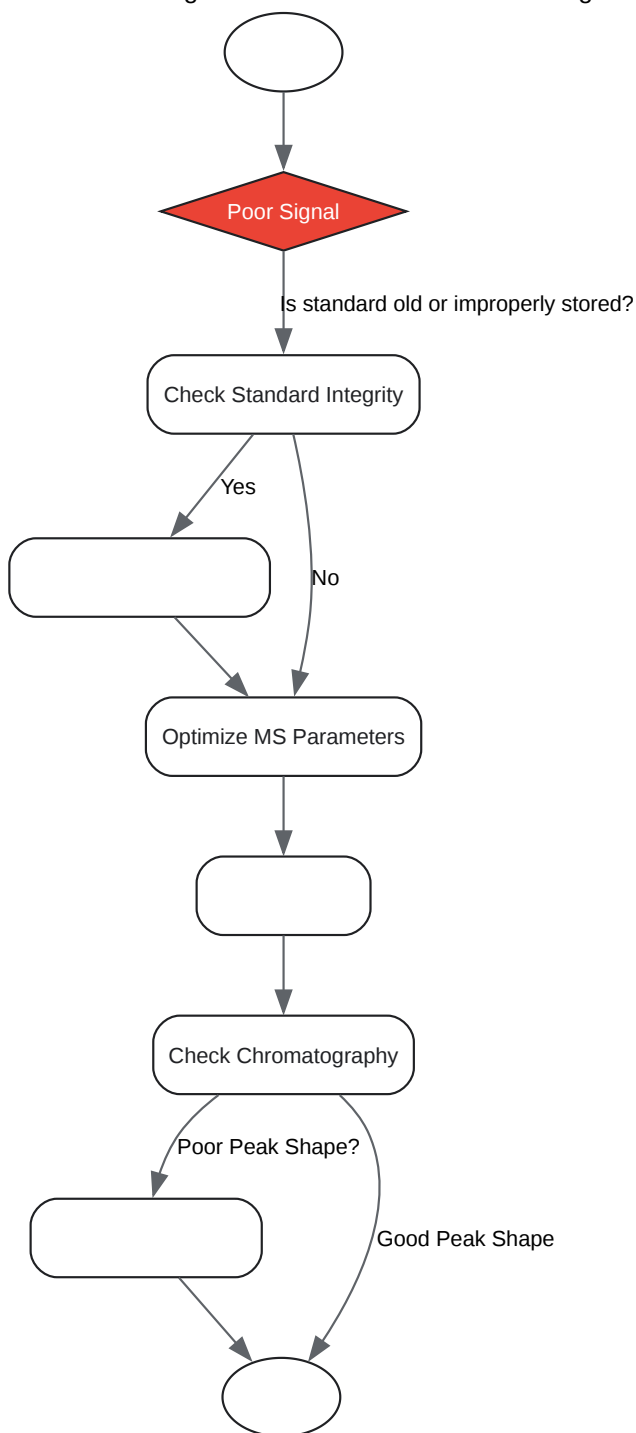 Poor Signal
Is standard old or improperly stored?
Check Standard Integrity
Yes
No
Optimize MS Parameters
Check Chromatography
Poor Peak Shape?
Good Peak Shape